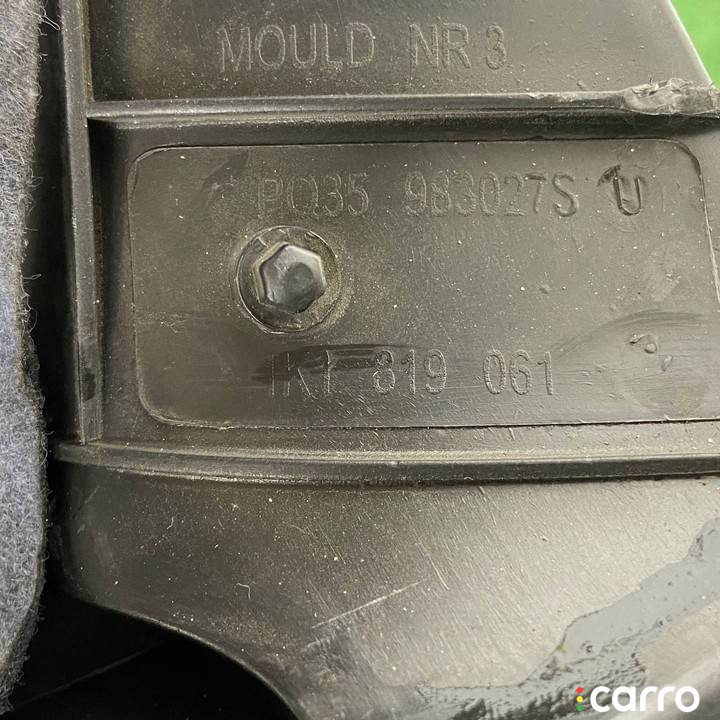 MOULD NR 3
PQ35 983027S U
1K1 819 061
carro